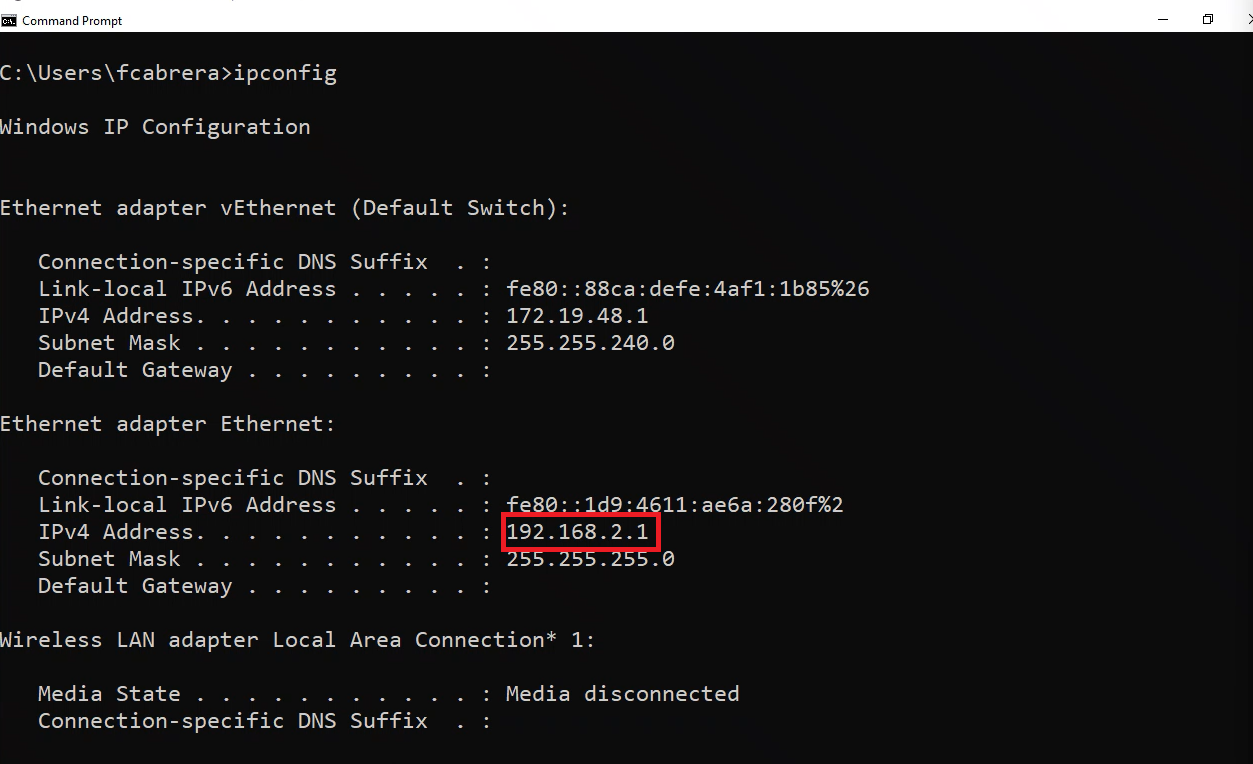 Command Prompt
C:\Users\fcabrera>ipconfig
Windows IP Configuration
Ethernet adapter vEthernet (Default Switch):
Connection-specific DNS Suffix  . :
Link-local IPv6 Address . . . . . : fe80::88ca:defe:4af1:1b85%26
IPv4 Address. . . . . . . . . . . : 172.19.48.1
Subnet Mask . . . . . . . . . . . : 255.255.240.0
Default Gateway . . . . . . . . . :
Ethernet adapter Ethernet:
Connection-specific DNS Suffix  . :
Link-local IPv6 Address . . . . . : fe80::1d9:4611:ae6a:280f%2
IPv4 Address. . . . . . . . . . . : 192.168.2.1
Subnet Mask . . . . . . . . . . . : 255.255.255.0
Default Gateway . . . . . . . . . :
Wireless LAN adapter Local Area Connection* 1:
Media State . . . . . . . . . . . : Media disconnected
Connection-specific DNS Suffix  . :